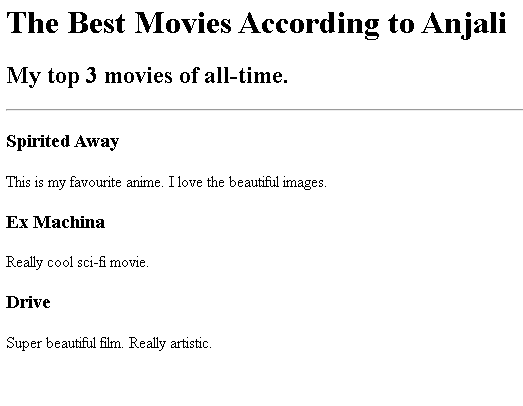 The Best Movies According to Anjali
My top 3 movies of all-time.
Spirited Away
This is my favourite anime. I love the beautiful images.
Ex Machina
Really cool sci-fi movie.
Drive
Super beautiful film. Really artistic.